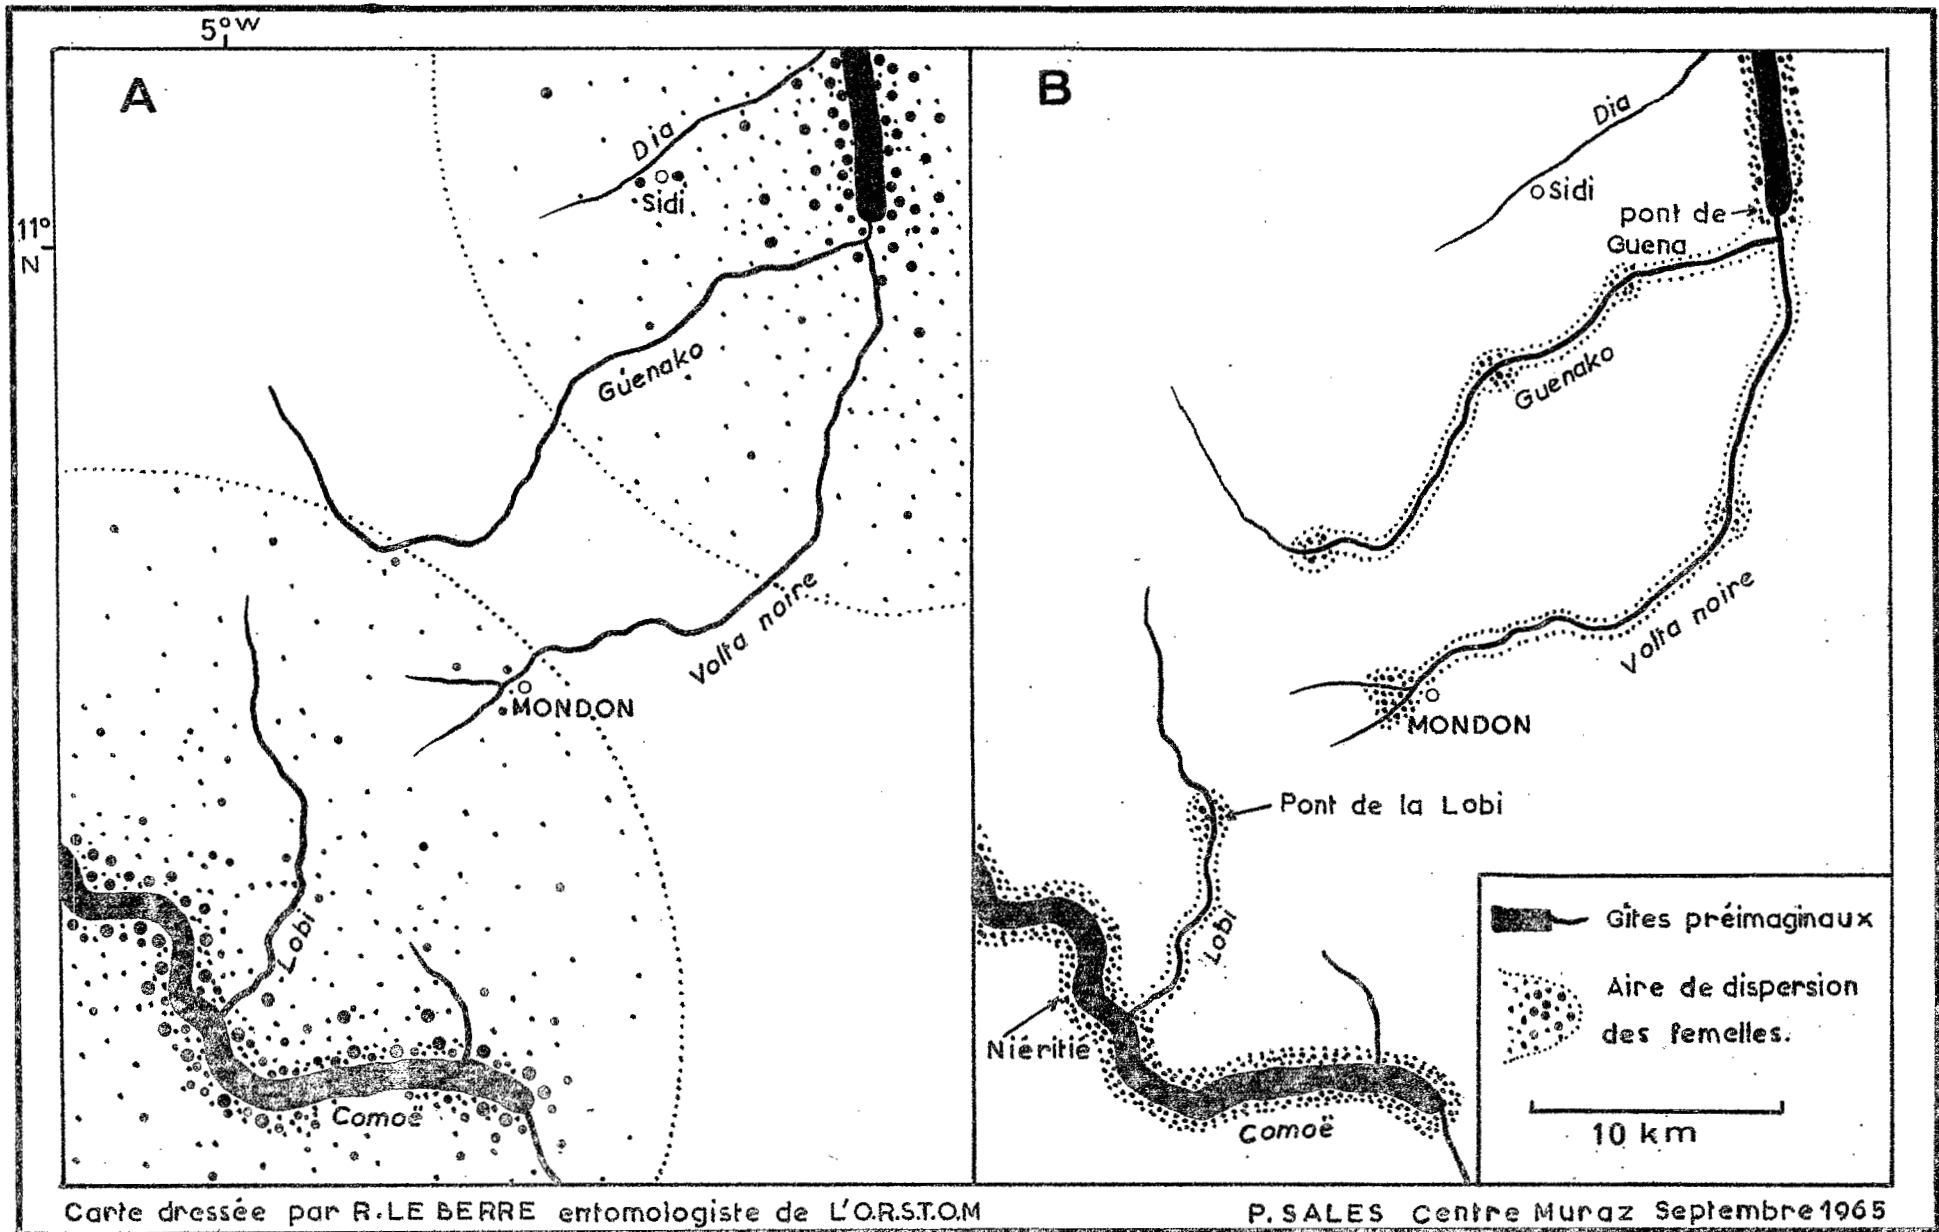 5° W
A
Dia
Sidi
11°
N
Guenako
Volta noire
MONDON
Lobi
Comoë
B
Dia
Sidi
pont de
Guena
Guenako
Volta noire
MONDON
Pont de la Lobi
Lobi
Niéritié
Comoë
Gîtes préimaginaux
Aire de dispersion
des femelles.
10 km
Carte dressée par R. LE BERRE entomologiste de L'O.R.S.T.O.M
P. SALES Centre Muraz Septembre 1965